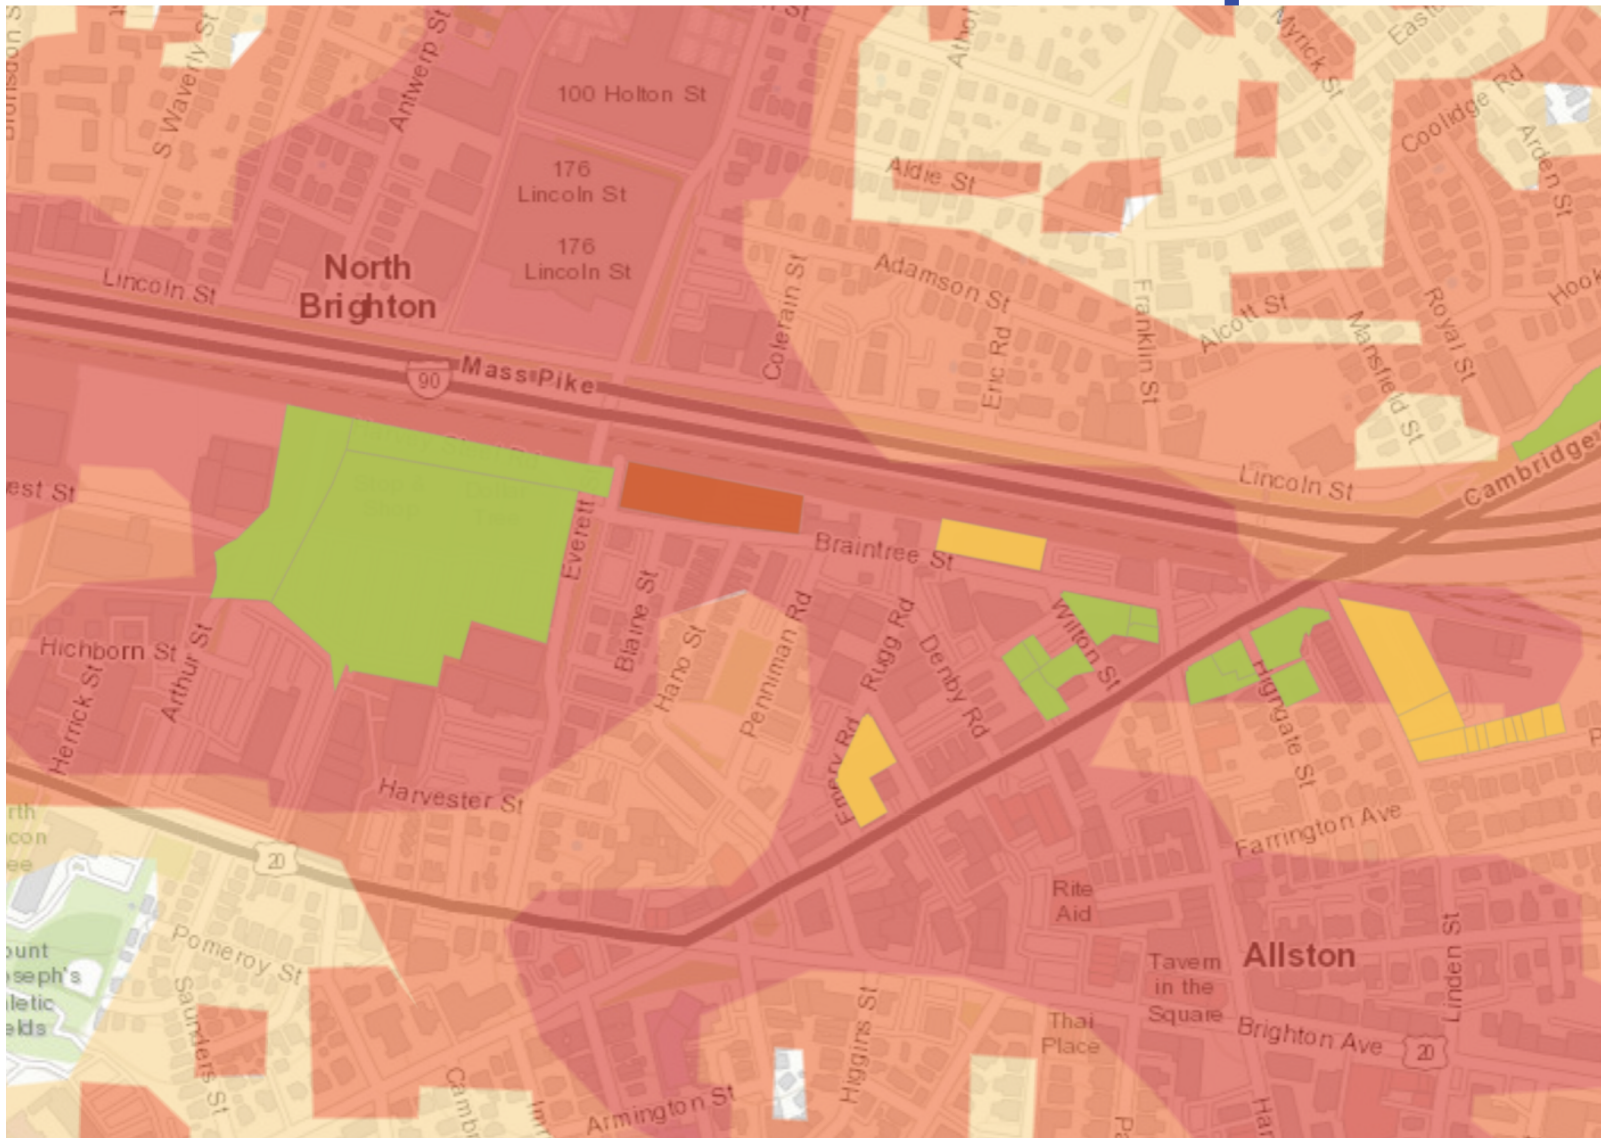 S Waverly St
Antwerp St
100 Holton St
176
Lincoln St
176
Lincoln St
North
Brighton
Lincoln St
90
Mass Pike
Colerain St
Aldie St
Adamson St
Eric Rd
Franklin St
Alcott St
Mansfield St
Royal St
Myrick St
Coolidge Rd
Arden St
Lincoln St
Cambridge
Everett
Braintree St
Blaine St
Hano St
Penniman Rd
Rugg Rd
Denby Rd
Wilton St
Emery Rd
Highgate St
Hichborn St
Herrick St
Arthur St
Harvester St
20
Farrington Ave
Rite
Aid
Allston
Tavern
in the
Square
Linden St
Thai
Place
Brighton Ave
20
Pomeroy St
Saunders St
Higgins St
Armington St